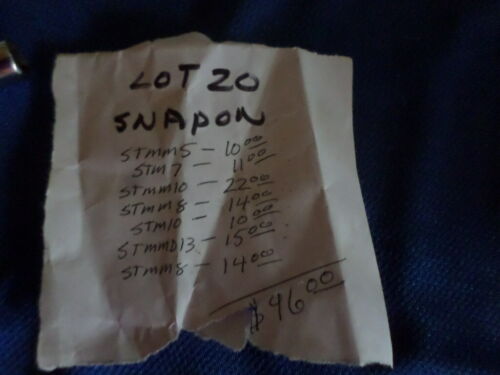 LOT 20
SNAPON
STMM5 - 10.00
STM7 - 11.00
STMM10 - 22.00
STMM8 - 14.00
STM10 - 10.00
STMMD13 - 15.00
STMM8 - 14.00
$96.00